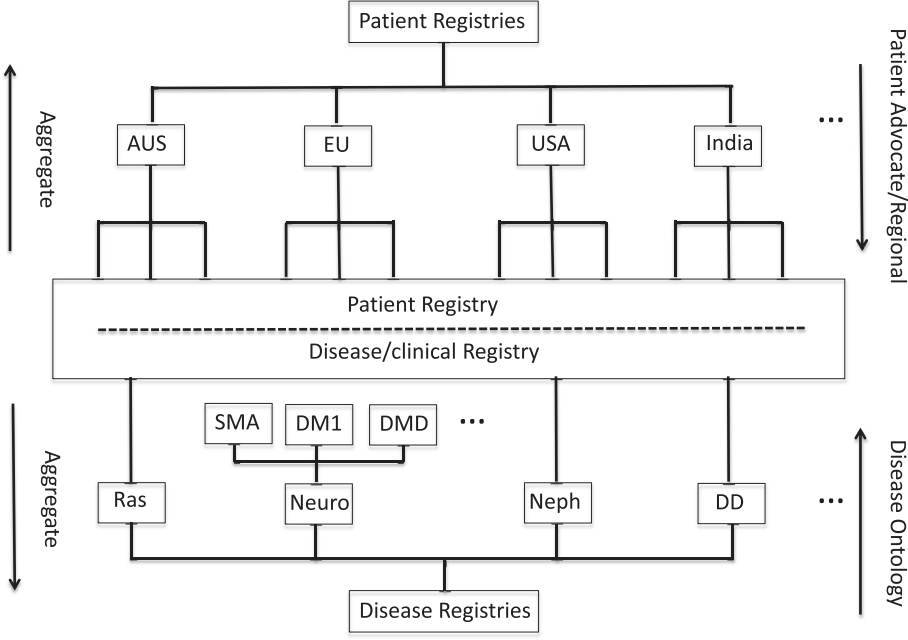 Patient Registries
Aggregate
Patient Advocate/Regional
AUS
EU
USA
India
...
Patient Registry
Disease/clinical Registry
SMA
DM1
DMD
...
Aggregate
Disease Ontology
Ras
Neuro
Neph
DD
...
Disease Registries